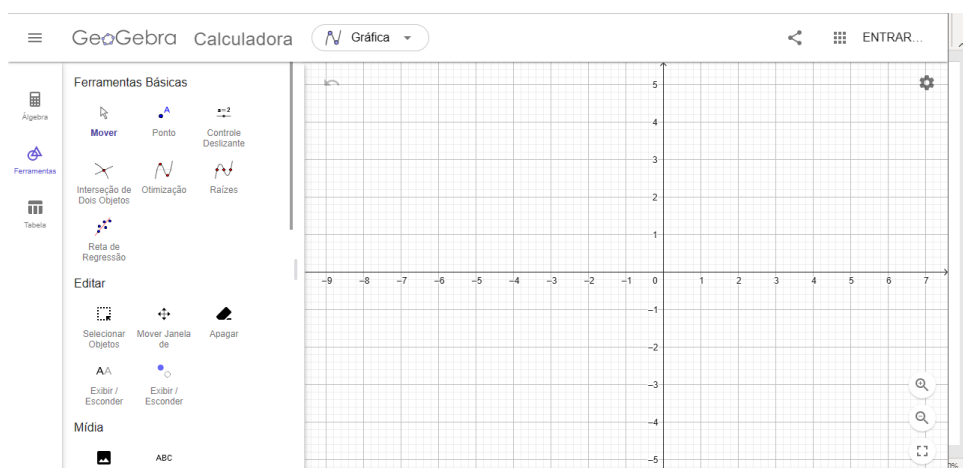 GeoGebra Calculadora Gráfica ENTRAR...
Álgebra
Ferramentas
Tabela
Ferramentas Básicas
Mover
A
Ponto
a=2
Controle
Deslizante
Interseção de
Dois Objetos
Otimização
Raízes
Reta de
Regressão
Editar
Selecionar
Objetos
Mover Janela
de
Apagar
AA
Exibir /
Esconder
Exibir /
Esconder
Mídia
ABC
5
4
3
2
1
−9 −8 −7 −6 −5 −4 −3 −2 −1 0 1 2 3 4 5 6 7
−1
−2
−3
−4
−5